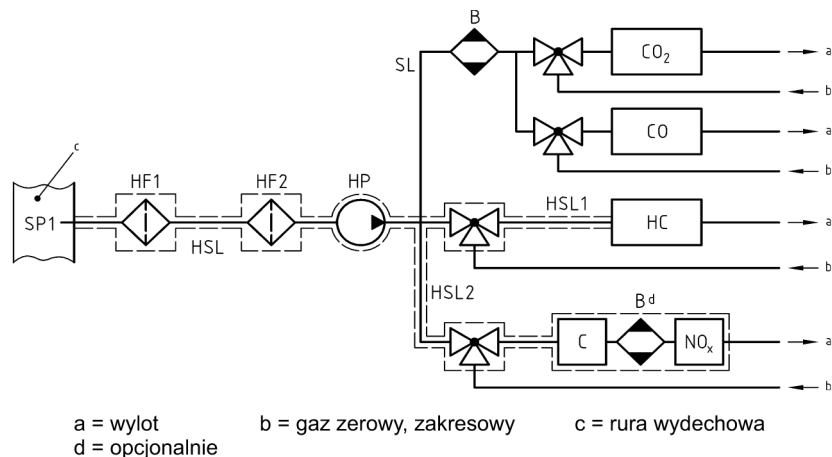 B
SL
CO₂
a
b
CO
a
b
c
HF1
HF2
HP
SP1
HSL
HSL1
HC
a
b
HSL2
B d
C
NOₓ
a
b
a = wylot
b = gaz zerowy, zakresowy
c = rura wydechowa
d = opcjonalnie